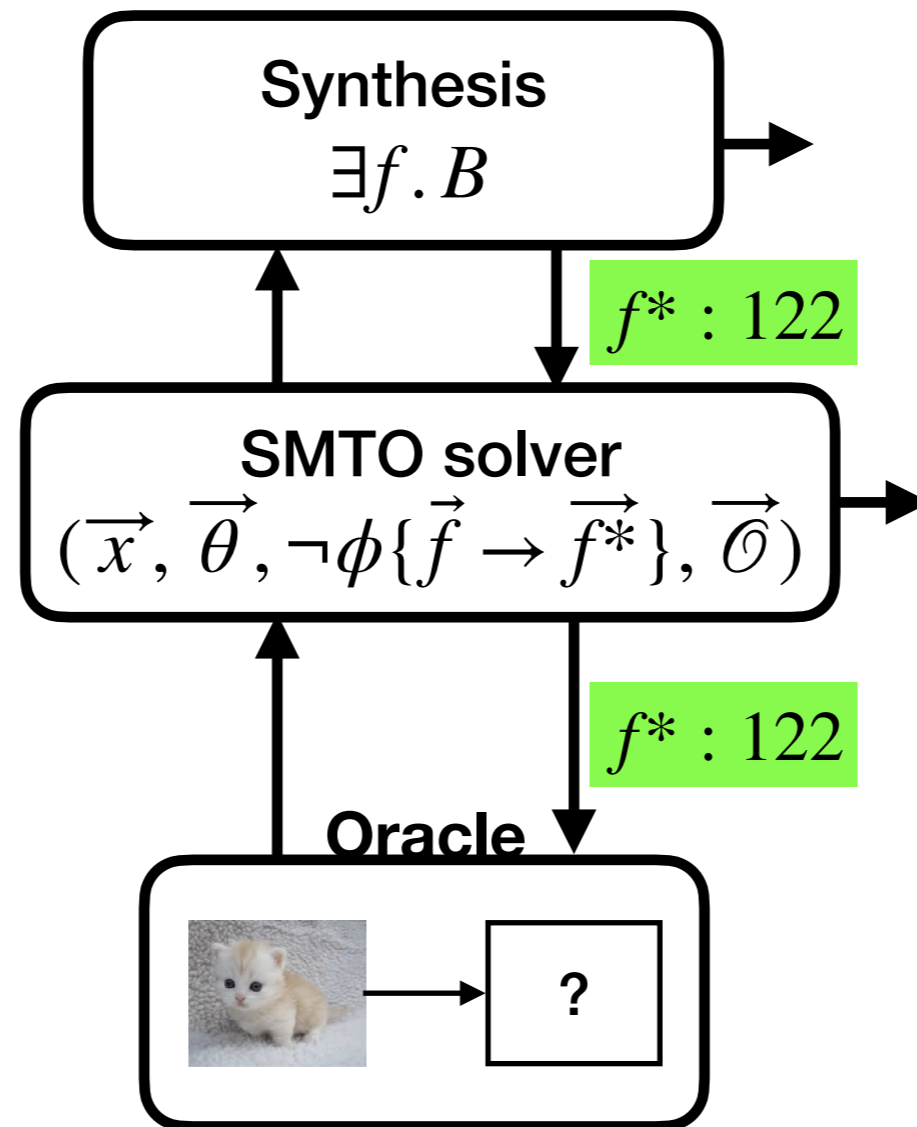 Synthesis
∃f . B
f* : 122
SMTO solver
(x⃗, θ⃗, ¬ϕ{f⃗ → f*⃗}, 𝒪⃗)
f* : 122
Oracle
?